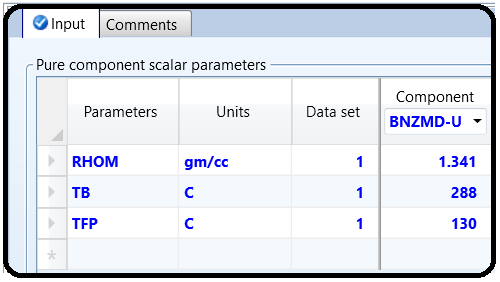 Input Comments
Pure component scalar parameters
Parameters Units Data set Component
BNZMD-U
RHOM gm/cc 1 1.341
TB C 1 288
TFP C 1 130
*